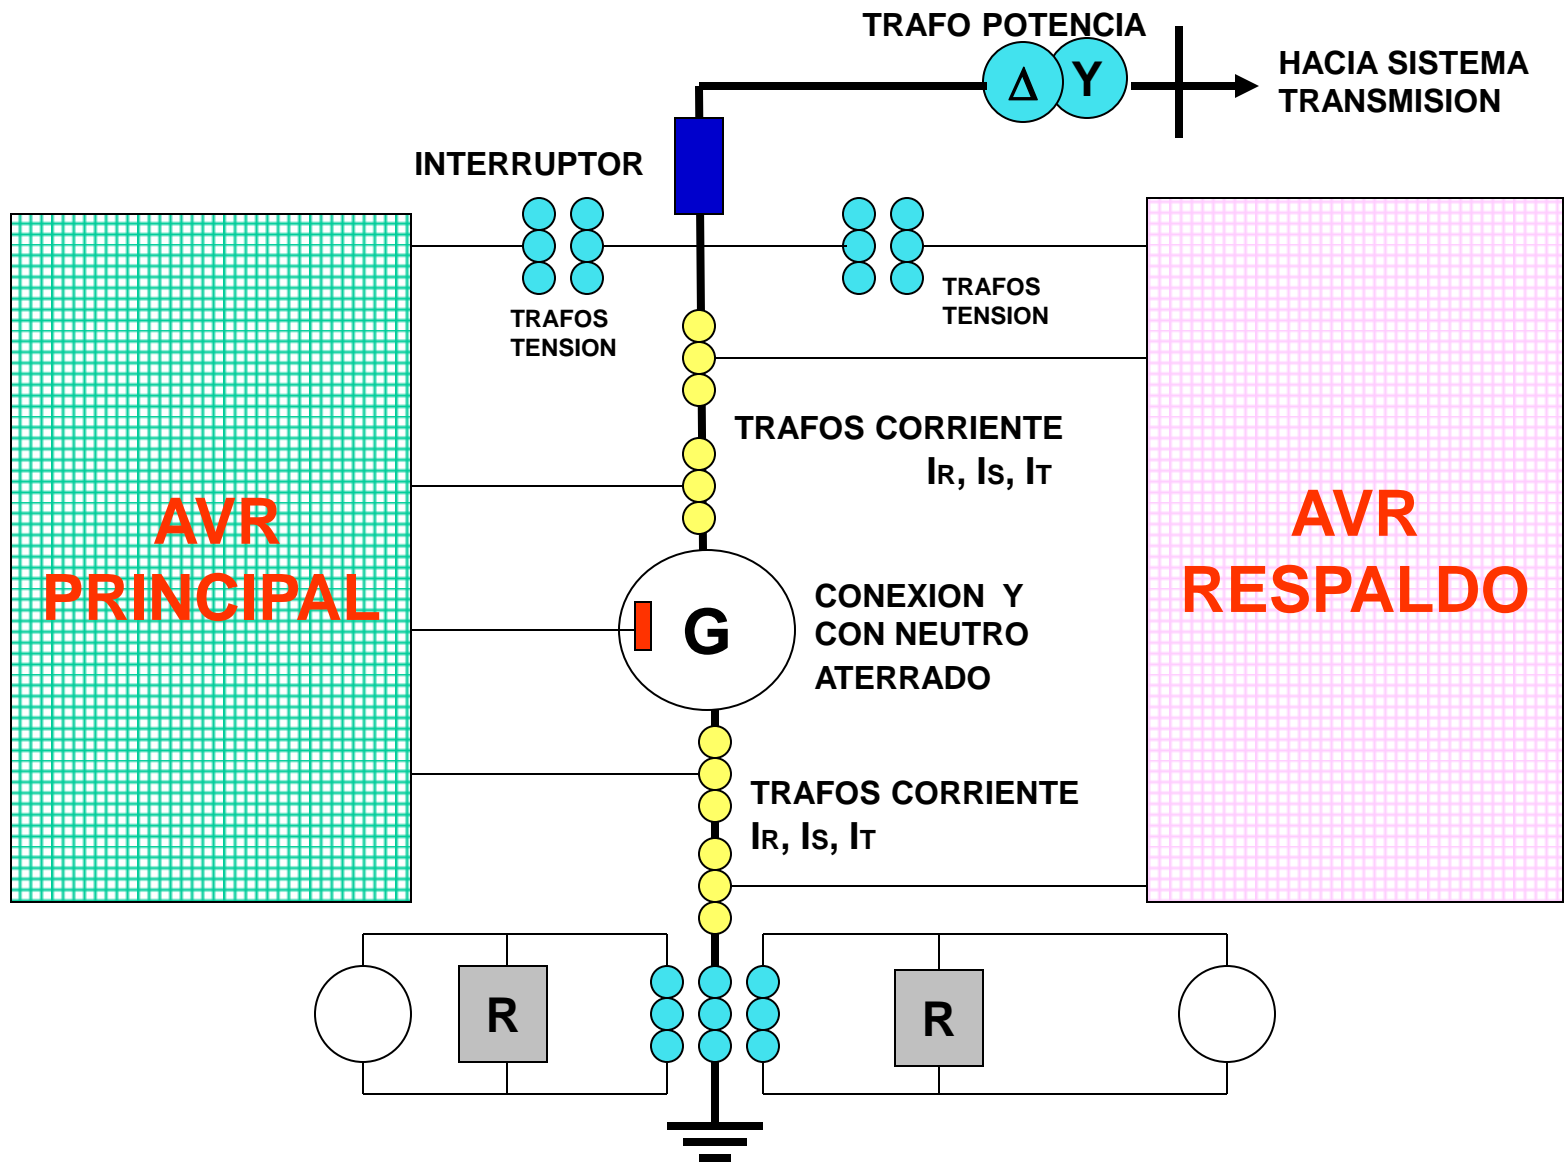 TRAFO POTENCIA
Δ Y
HACIA SISTEMA
TRANSMISION
INTERRUPTOR
TRAFOS
TENSION
TRAFOS
TENSION
TRAFOS CORRIENTE
IR, IS, IT
AVR
PRINCIPAL
AVR
RESPALDO
G
CONEXION Y
CON NEUTRO
ATERRADO
TRAFOS CORRIENTE
IR, IS, IT
R
R